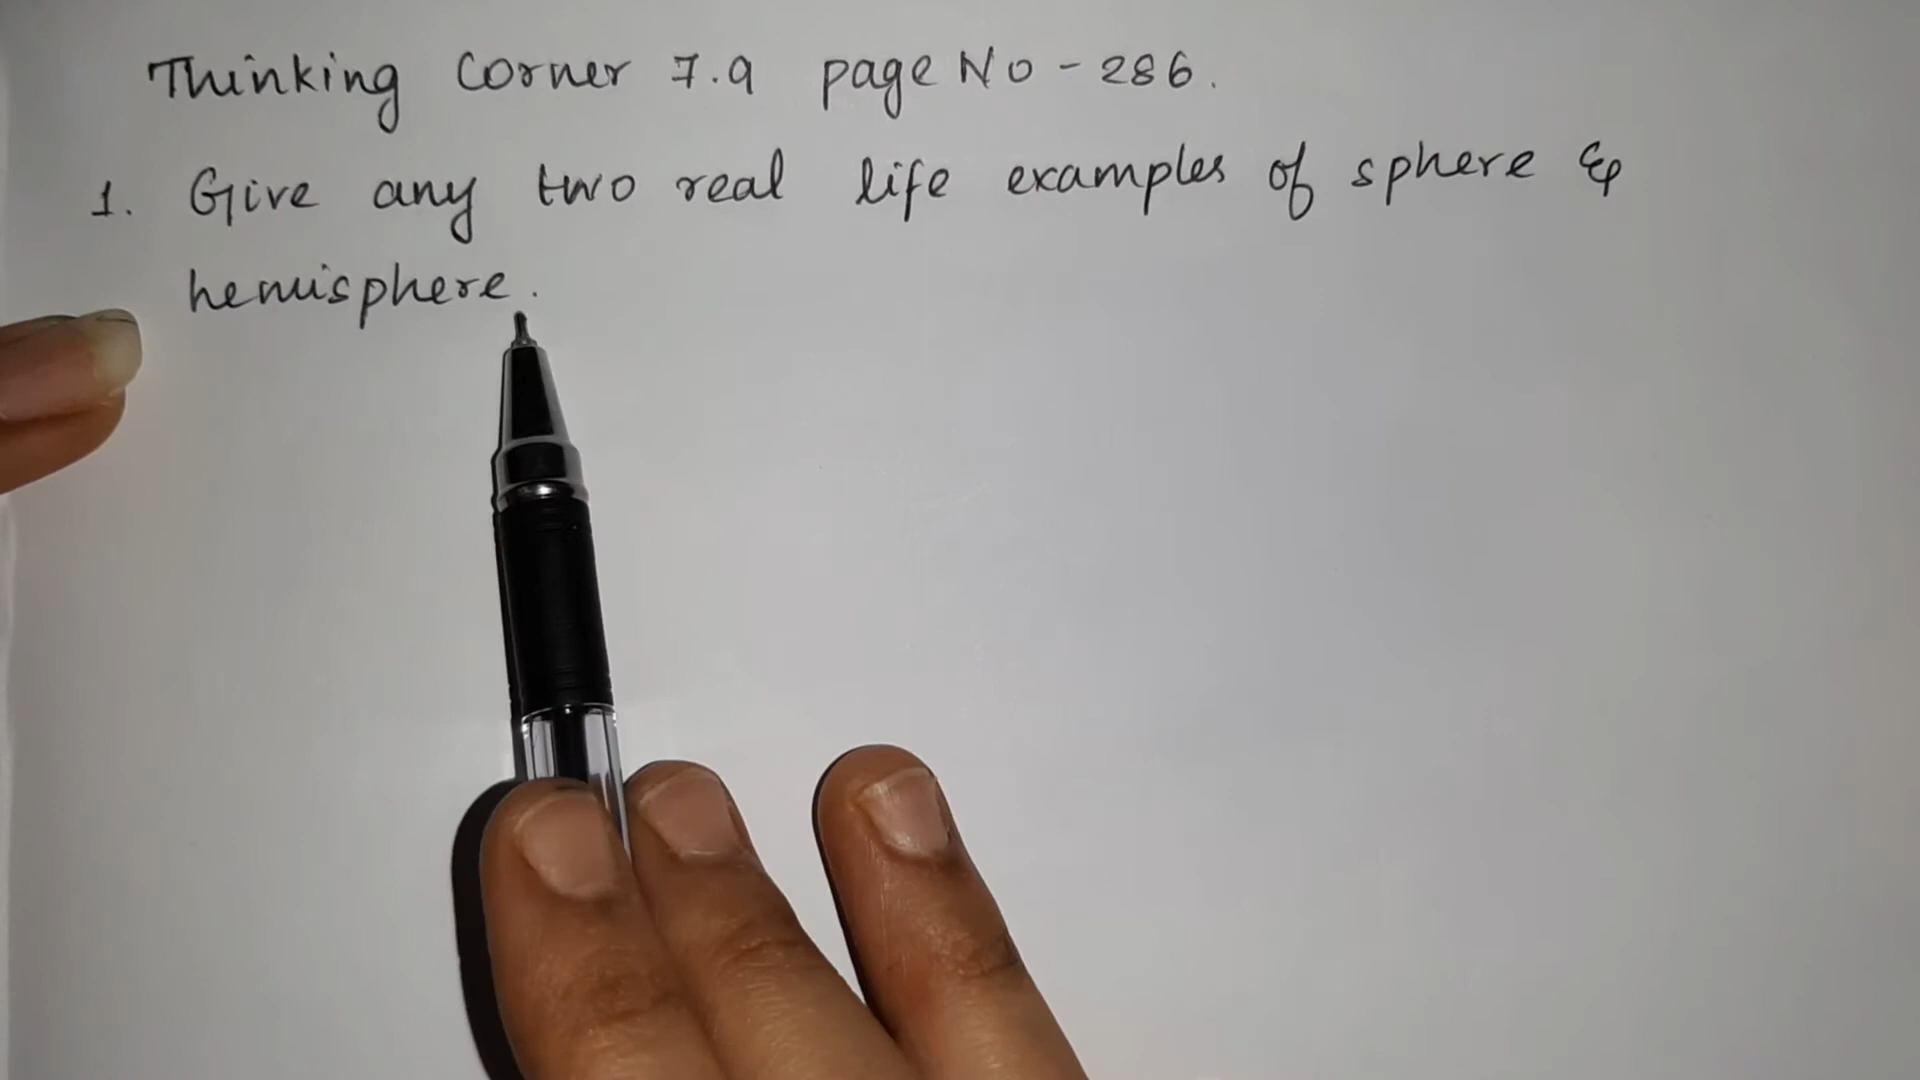 Thinking Corner 7.9 page No - 286.
1. Give any two real life examples of sphere &
hemisphere.